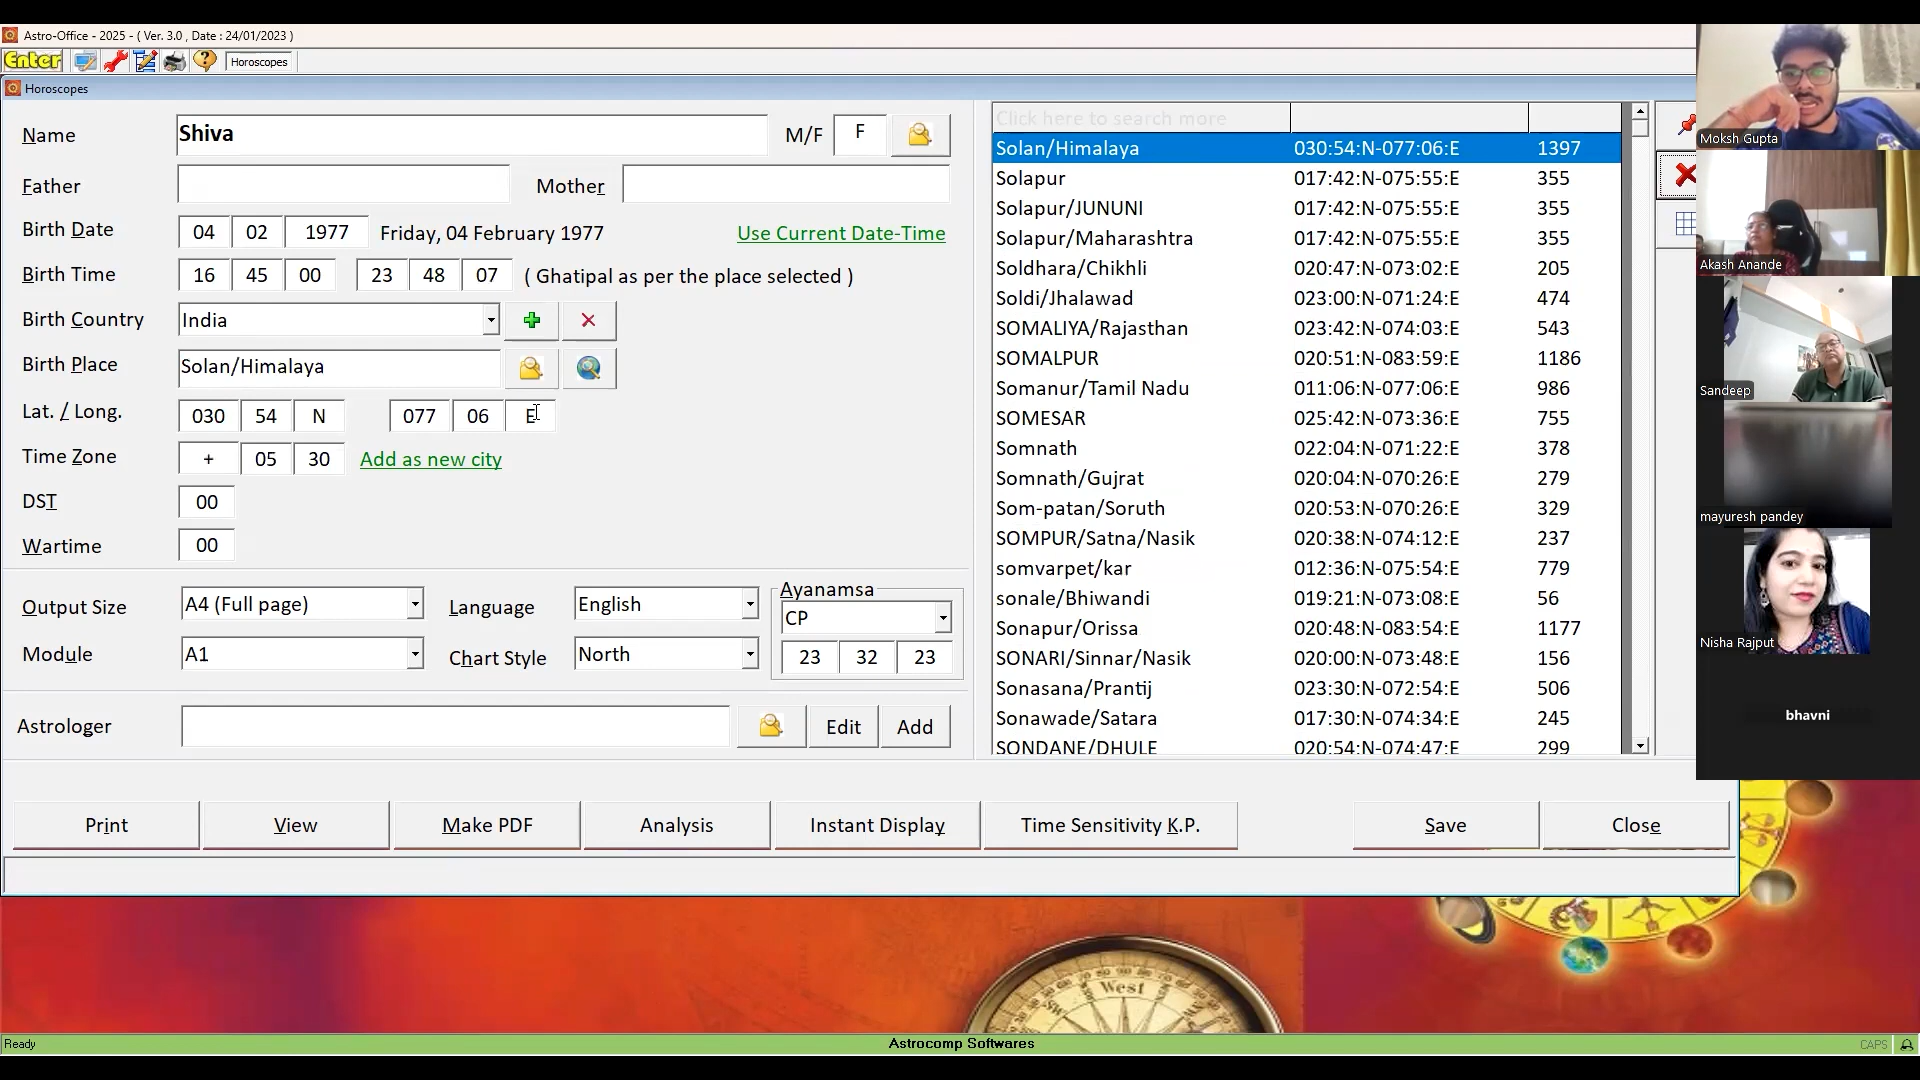 Astro-Office - 2025 - ( Ver. 3.0 , Date : 24/01/2023 )
Enter Horoscopes
Horoscopes
Name Shiva M/F F
Father Mother
Birth Date 04 02 1977 Friday, 04 February 1977 Use Current Date-Time
Birth Time 16 45 00 23 48 07 ( Ghatipal as per the place selected )
Birth Country India
Birth Place Solan/Himalaya
Lat. / Long. 030 54 N 077 06 E
Time Zone + 05 30 Add as new city
DST 00
Wartime 00
Output Size A4 (Full page) Language English Ayanamsa CP
Module A1 Chart Style North 23 32 23
Astrologer Edit Add
Click here to search more
Solan/Himalaya 030:54:N-077:06:E 1397
Solapur 017:42:N-075:55:E 355
Solapur/JUNUNI 017:42:N-075:55:E 355
Solapur/Maharashtra 017:42:N-075:55:E 355
Soldhara/Chikhli 020:47:N-073:02:E 205
Soldi/Jhalawad 023:00:N-071:24:E 474
SOMALIYA/Rajasthan 023:42:N-074:03:E 543
SOMALPUR 020:51:N-083:59:E 1186
Somanur/Tamil Nadu 011:06:N-077:06:E 986
SOMESAR 025:42:N-073:36:E 755
Somnath 022:04:N-071:22:E 378
Somnath/Gujrat 020:04:N-070:26:E 279
Som-patan/Soruth 020:53:N-070:26:E 329
SOMPUR/Satna/Nasik 020:38:N-074:12:E 237
somvarpet/kar 012:36:N-075:54:E 779
sonale/Bhiwandi 019:21:N-073:08:E 56
Sonapur/Orissa 020:48:N-083:54:E 1177
SONARI/Sinnar/Nasik 020:00:N-073:48:E 156
Sonasana/Prantij 023:30:N-072:54:E 506
Sonawade/Satara 017:30:N-074:34:E 245
SONDANE/DHULE 020:54:N-074:47:E 299
Print View Make PDF Analysis Instant Display Time Sensitivity K.P. Save Close
Moksh Gupta
Akash Anande
Sandeep
mayuresh pandey
Nisha Rajput
bhavni
West
Ready Astrocomp Softwares CAPS